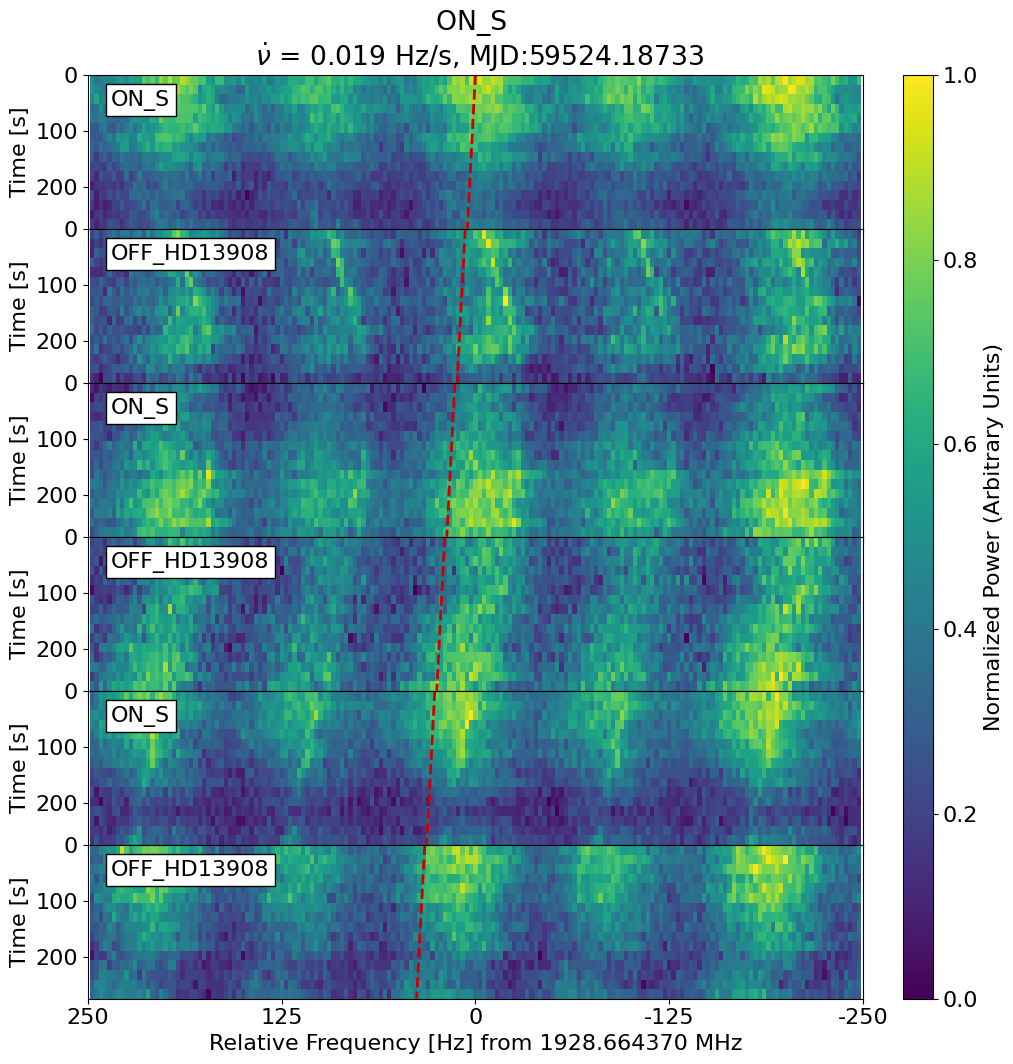 ON_S
ν̇ = 0.019 Hz/s, MJD:59524.18733
0
100
200
Time [s]
ON_S
0
100
200
Time [s]
OFF_HD13908
0
100
200
Time [s]
ON_S
0
100
200
Time [s]
OFF_HD13908
0
100
200
Time [s]
ON_S
0
100
200
Time [s]
OFF_HD13908
250 125 0 -125 -250
Relative Frequency [Hz] from 1928.664370 MHz
1.0
0.8
0.6
0.4
0.2
0.0
Normalized Power (Arbitrary Units)